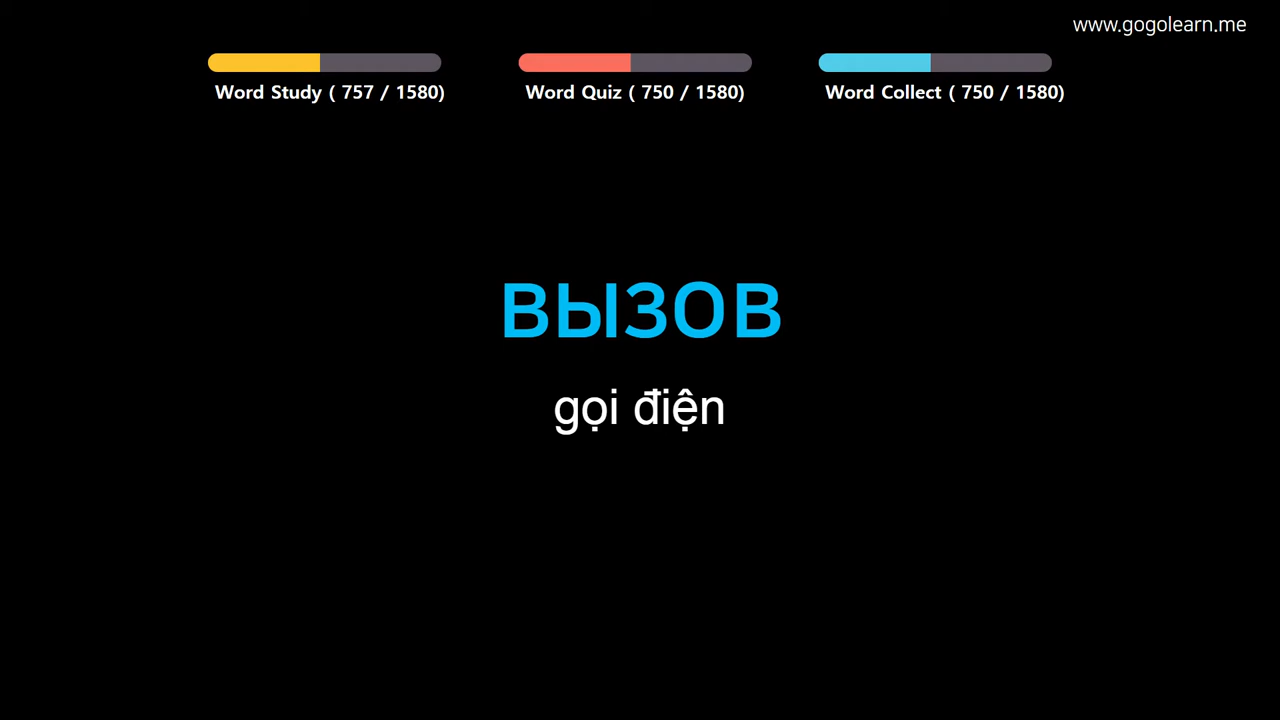 www.gogolearn.me
Word Study ( 757 / 1580)
Word Quiz ( 750 / 1580)
Word Collect ( 750 / 1580)
вызов
gọi điện